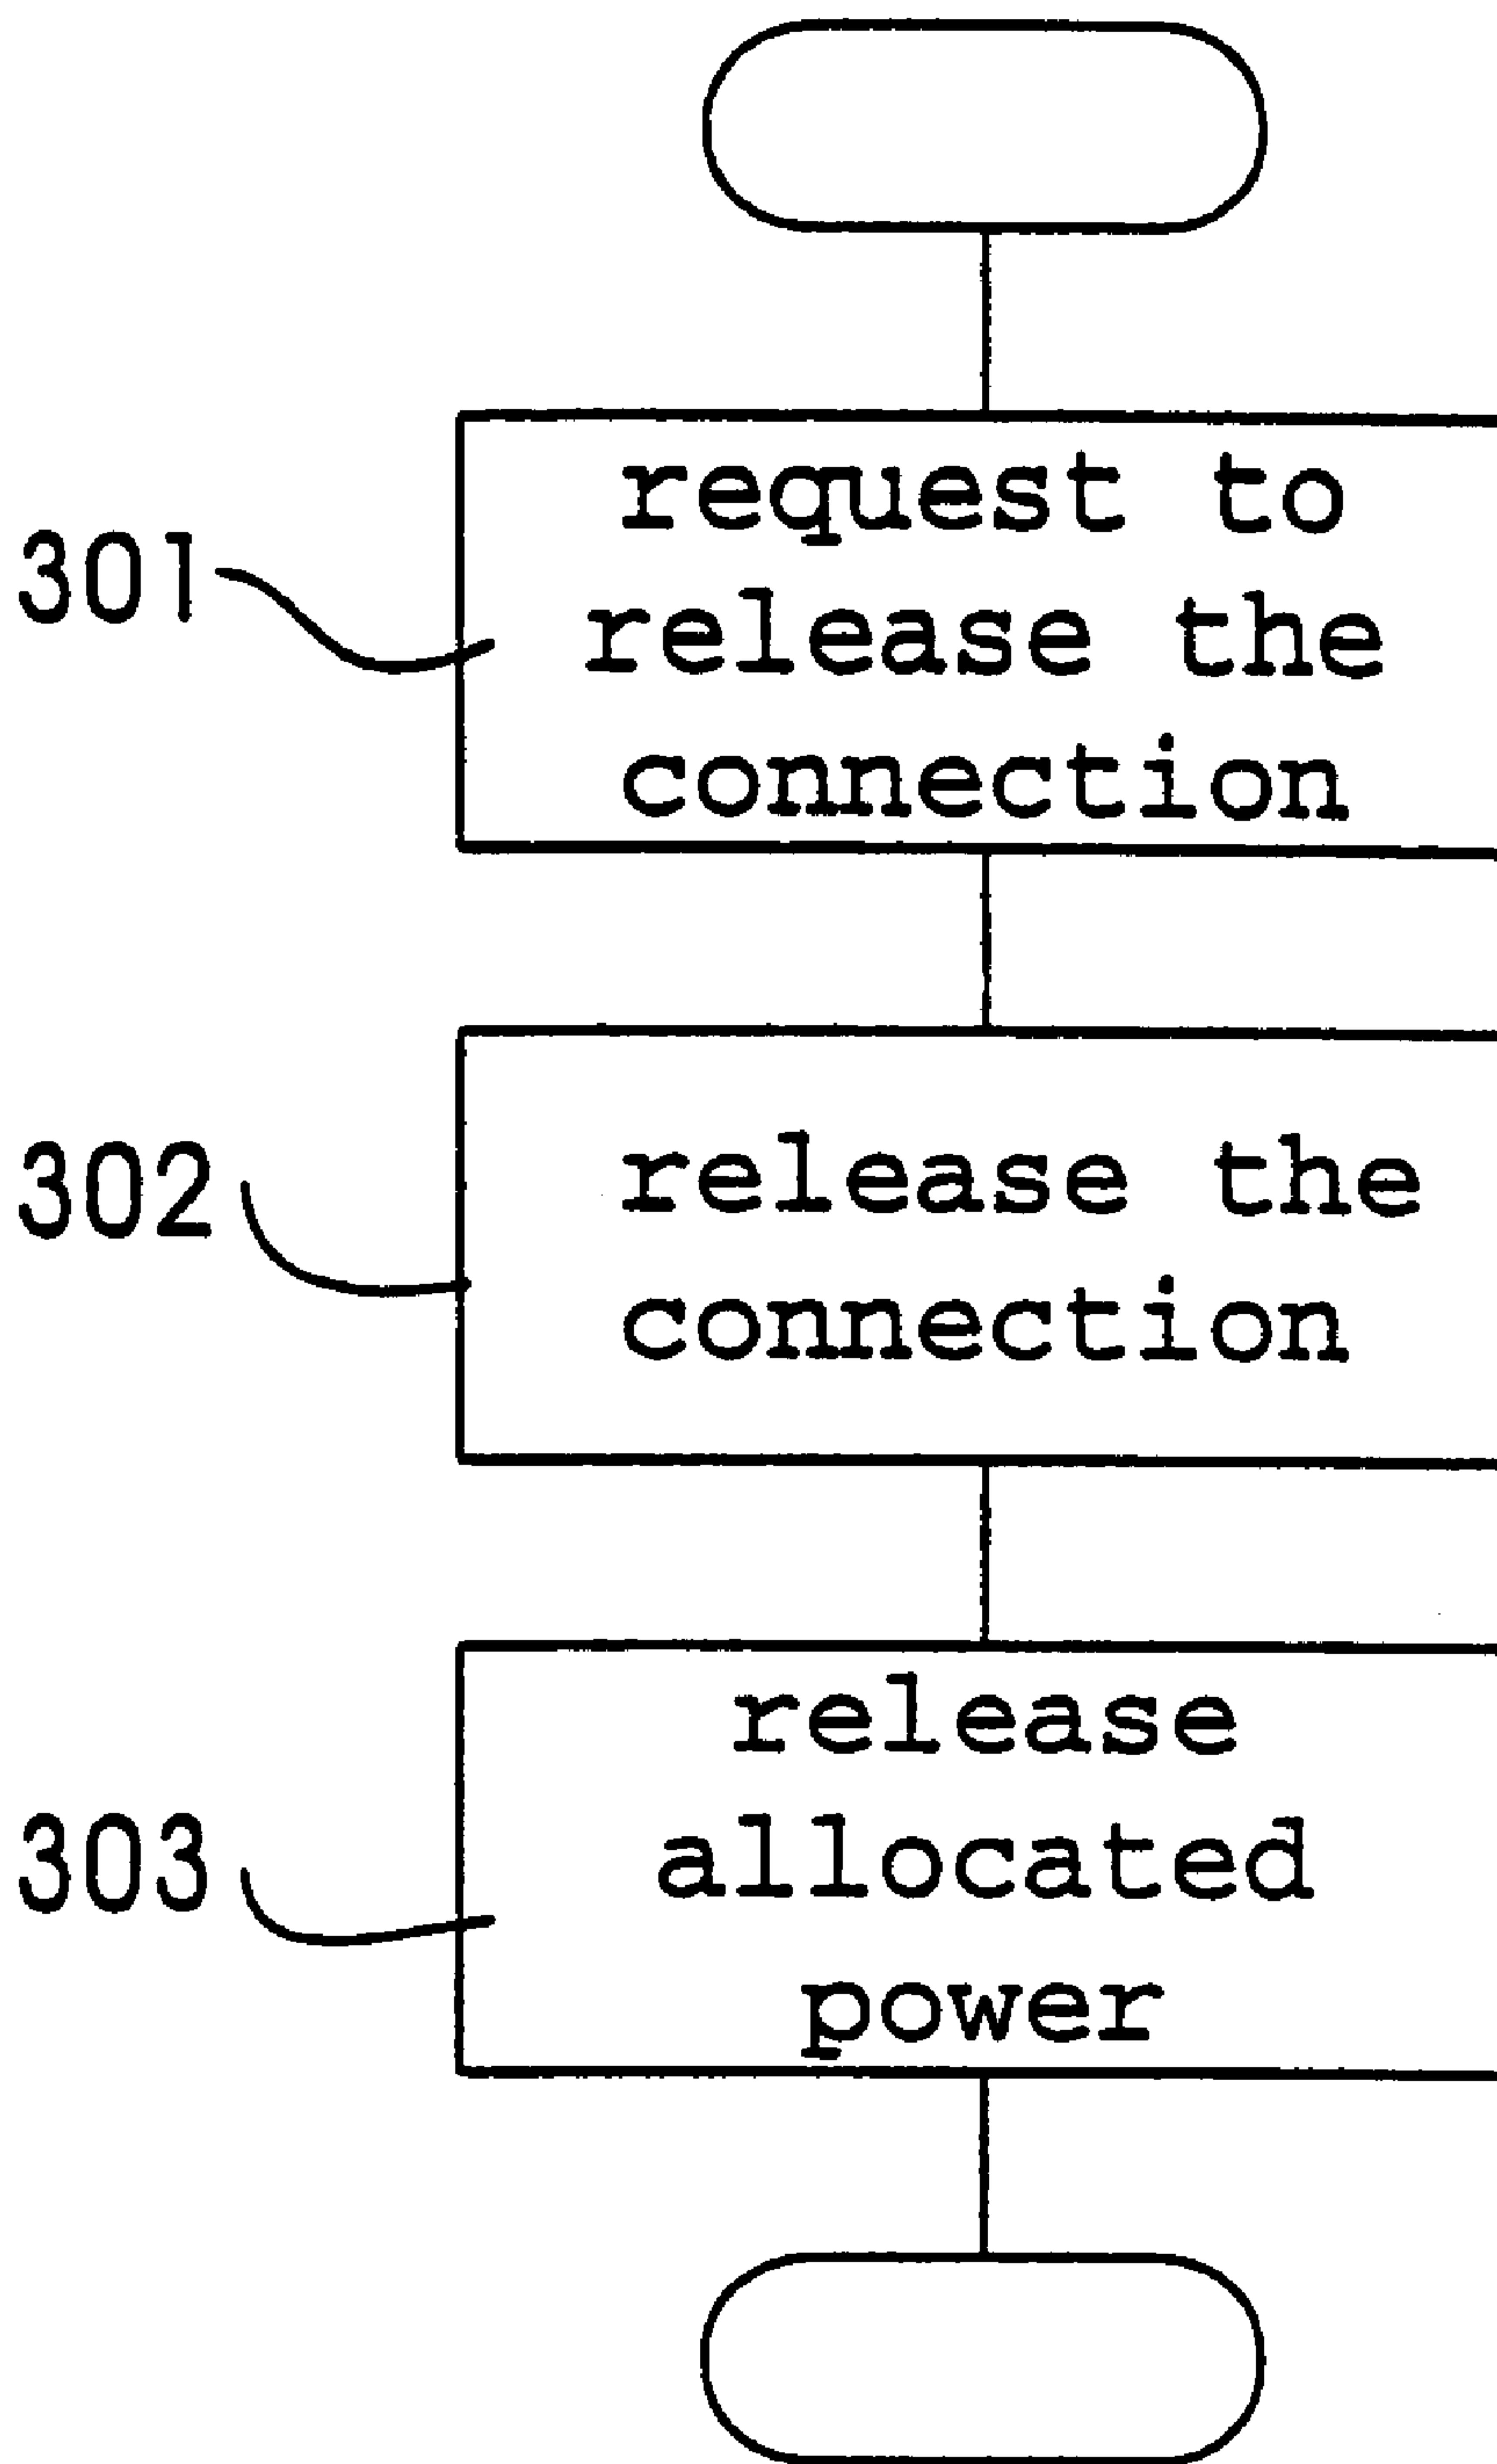 301
request to
release the
connection
302
release the
connection
303
release
allocated
power